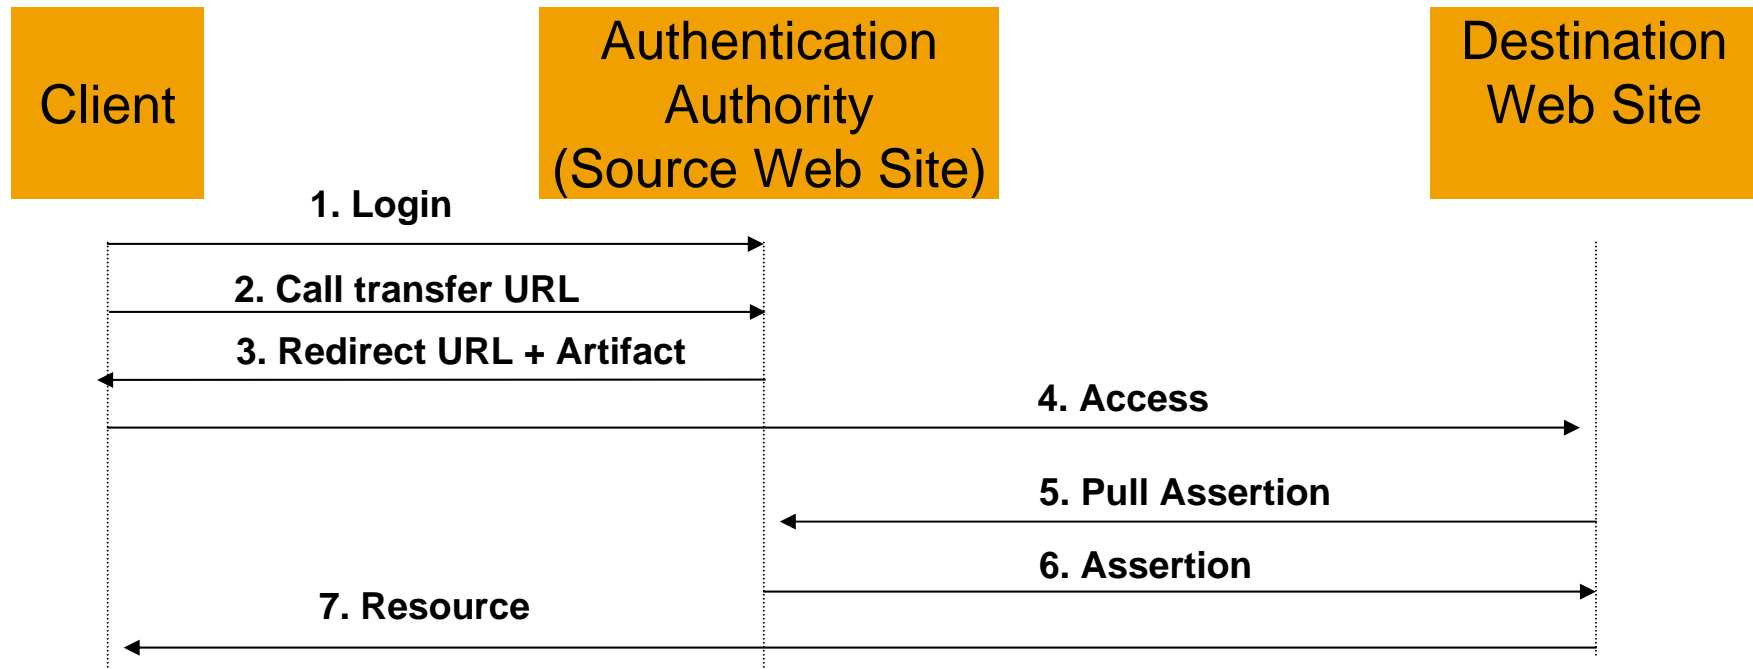 Client
Authentication
Authority
(Source Web Site)
Destination
Web Site
1. Login
2. Call transfer URL
3. Redirect URL + Artifact
4. Access
5. Pull Assertion
6. Assertion
7. Resource